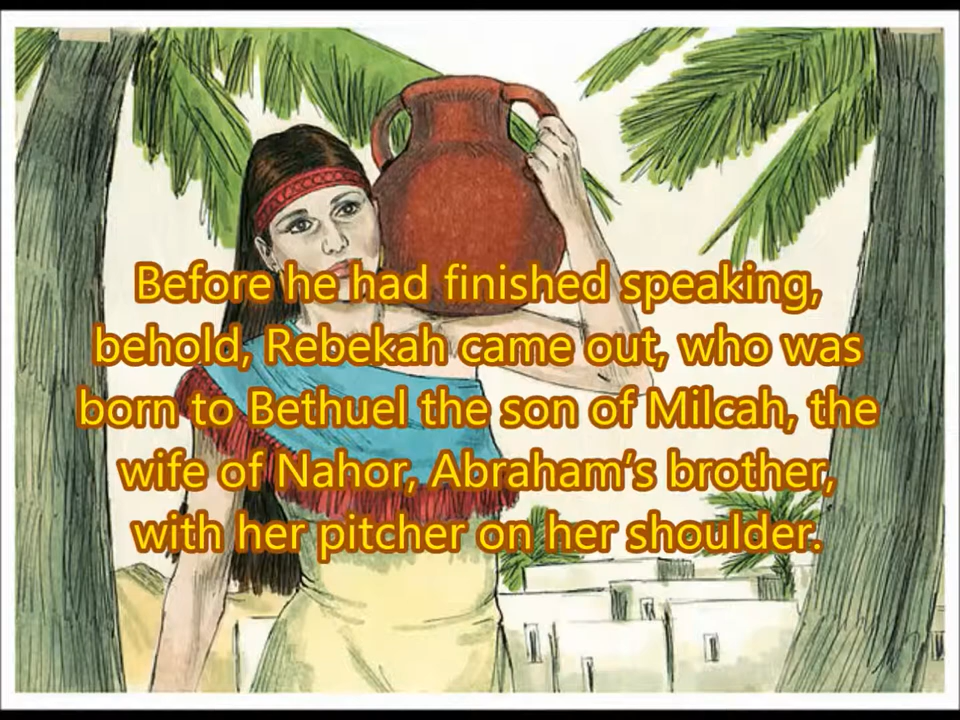 Before he had finished speaking,
behold, Rebekah came out, who was
born to Bethuel the son of Milcah, the
wife of Nahor, Abraham’s brother,
with her pitcher on her shoulder.